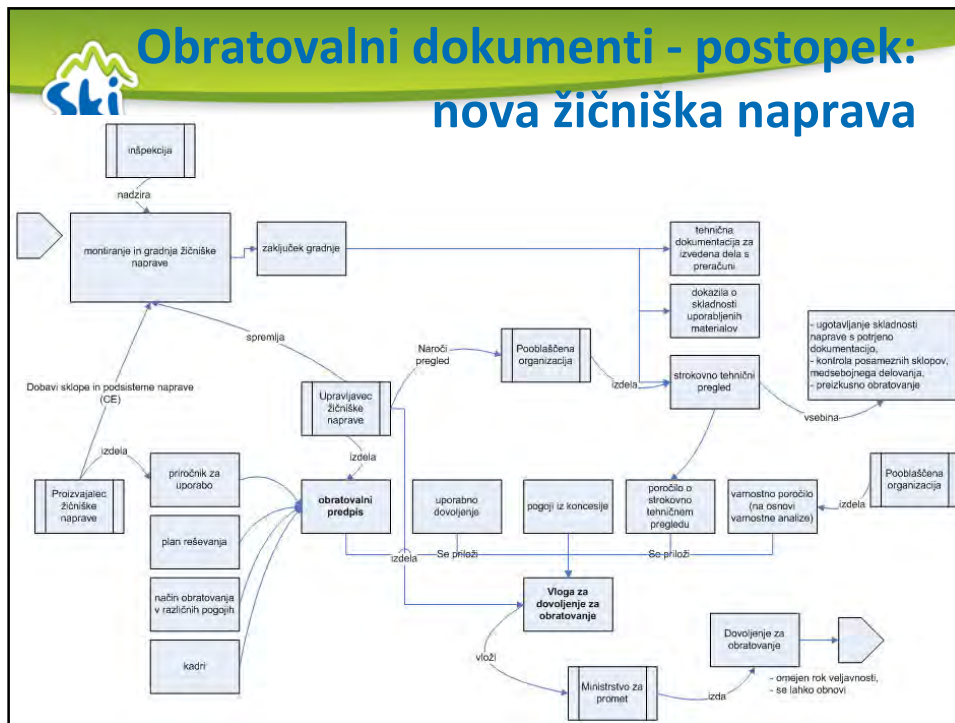 Obratovalni dokumenti - postopek:
nova žičniška naprava
Ski
inšpekcija
nadzira
montiranje in gradnja žičniške
naprave
zaključek gradnje
tehnična
dokumentacija za
izvedena dela s
preračuni
dokazila o
skladnosti
uporabljenih
materialov
spremlja
Naroči
pregled
Pooblaščena
organizacija
izdela
strokovno tehnični
pregled
- ugotavljanje skladnosti
naprave s potrjeno
dokumentacijo,
- kontrola posameznih sklopov,
medsebojnega delovanja,
- preizkusno obratovanje
vsebina
Dobavi sklope in podsisteme naprave
(CE)
Upravljavec
žičniške
naprave
izdela
izdela
Proizvajalec
žičniške
naprave
priročnik za
uporabo
plan reševanja
način obratovanja
v različnih pogojih
kadri
obratovalni
predpis
uporabno
dovoljenje
pogoji iz koncesije
poročilo o
strokovno
tehničnem
pregledu
varnostno poročilo
(na osnovi
varnostne analize)
izdela
Pooblaščena
organizacija
izdela
Se priloži
Se priloži
Vloga za
dovoljenje za
obratovanje
vloži
Ministrstvo za
promet
izda
Dovoljenje za
obratovanje
- omejen rok veljavnosti,
- se lahko obnovi